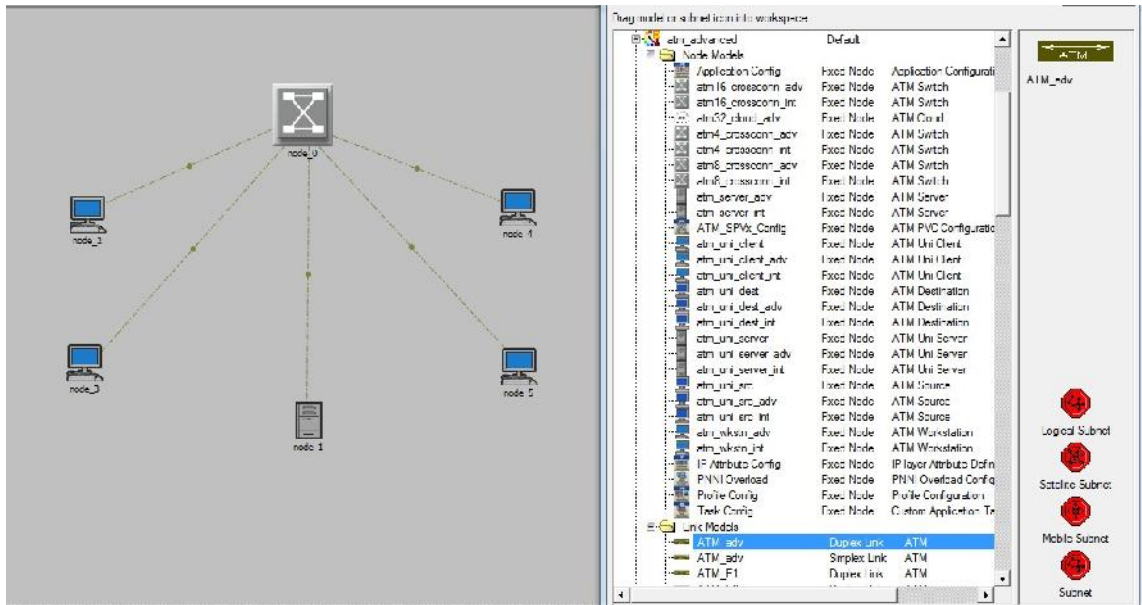 node_0
node_2
node_4
node_3
node_5
node_1
Drag model or subnet icon into workspace
atm_advanced Default
Node Models
Application Config Fixed Node Application Configurati
atm16_crossconn_adv Fixed Node ATM Switch
atm16_crossconn_int Fixed Node ATM Switch
atm32_cloud_adv Fixed Node ATM Cloud
atm4_crossconn_adv Fixed Node ATM Switch
atm4_crossconn_int Fixed Node ATM Switch
atm8_crossconn_adv Fixed Node ATM Switch
atm8_crossconn_int Fixed Node ATM Switch
atm_server_adv Fixed Node ATM Server
atm_server_int Fixed Node ATM Server
ATM_SPVx_Config Fixed Node ATM PVC Configuratio
atm_uni_client Fixed Node ATM Uni Client
atm_uni_client_adv Fixed Node ATM Uni Client
atm_uni_client_int Fixed Node ATM Uni Client
atm_uni_dest Fixed Node ATM Destination
atm_uni_dest_adv Fixed Node ATM Destination
atm_uni_dest_int Fixed Node ATM Destination
atm_uni_server Fixed Node ATM Uni Server
atm_uni_server_adv Fixed Node ATM Uni Server
atm_uni_server_int Fixed Node ATM Uni Server
atm_uni_src Fixed Node ATM Source
atm_uni_src_adv Fixed Node ATM Source
atm_uni_src_int Fixed Node ATM Source
atm_wkstn_adv Fixed Node ATM Workstation
atm_wkstn_int Fixed Node ATM Workstation
IP Attribute Config Fixed Node IP layer Attribute Defin
PNNI Overload Fixed Node PNNI Overload Config
Profile Config Fixed Node Profile Configuration
Task Config Fixed Node Custom Application Ta
Link Models
ATM_adv Duplex Link ATM
ATM_adv Simplex Link ATM
ATM_E1 Duplex Link ATM
ATM
ATM_adv
Logical Subnet
Satellite Subnet
Mobile Subnet
Subnet